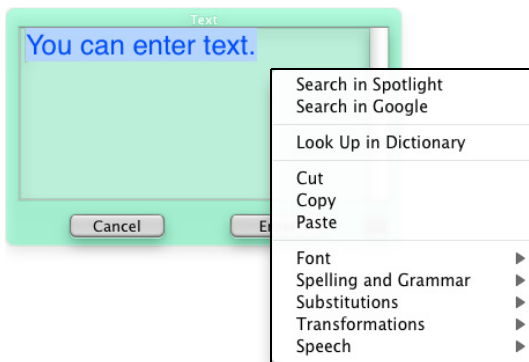 Text
You can enter text.
Search in Spotlight
Search in Google
Look Up in Dictionary
Cut
Copy
Paste
Font
Spelling and Grammar
Substitutions
Transformations
Speech
Cancel